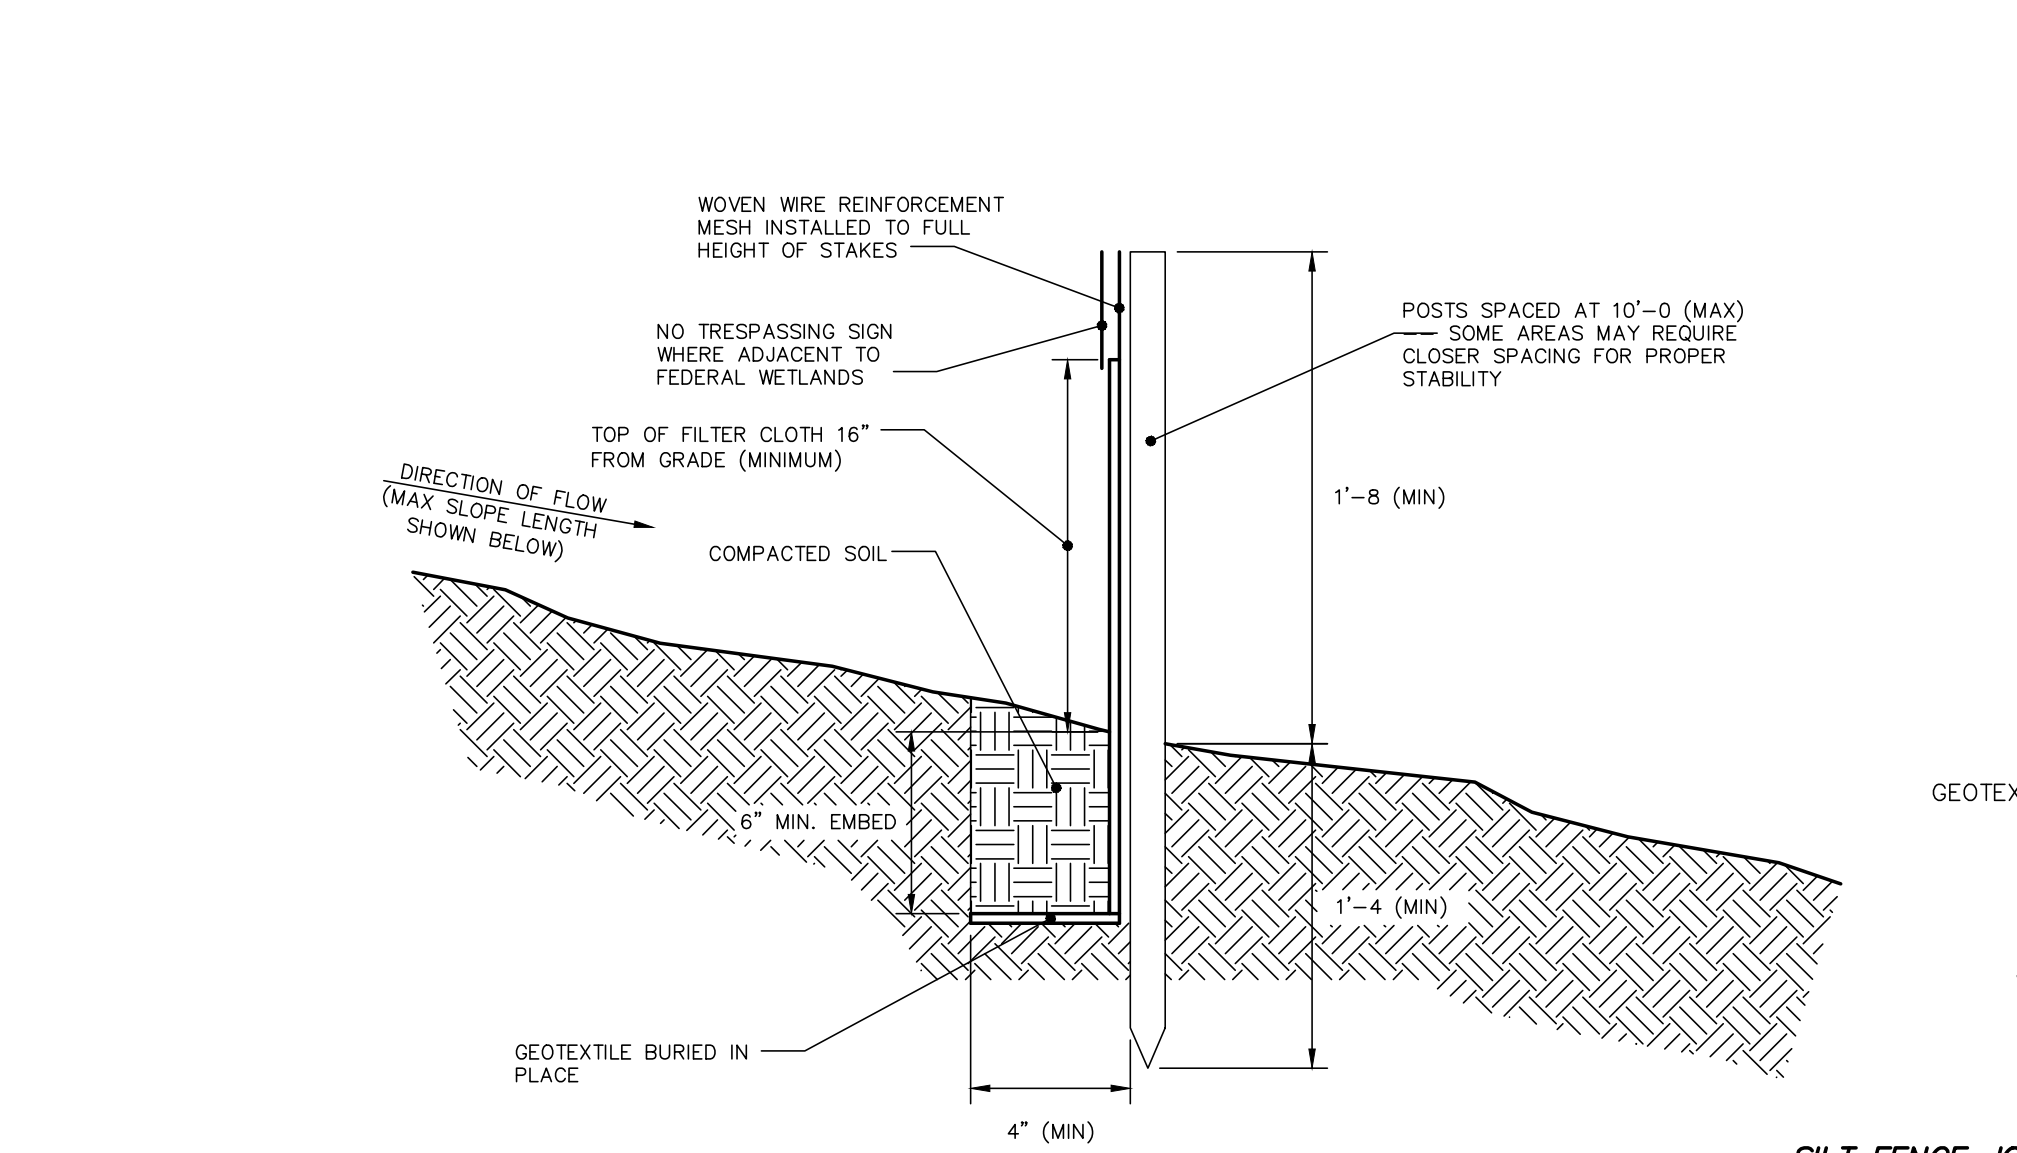 WOVEN WIRE REINFORCEMENT
MESH INSTALLED TO FULL
HEIGHT OF STAKES
NO TRESPASSING SIGN
WHERE ADJACENT TO
FEDERAL WETLANDS
POSTS SPACED AT 10'-0 (MAX)
— SOME AREAS MAY REQUIRE
CLOSER SPACING FOR PROPER
STABILITY
TOP OF FILTER CLOTH 16"
FROM GRADE (MINIMUM)
DIRECTION OF FLOW
(MAX SLOPE LENGTH
SHOWN BELOW)
1'-8 (MIN)
COMPACTED SOIL
6" MIN. EMBED
1'-4 (MIN)
GEOTEXTILE BURIED IN
PLACE
4" (MIN)
GEOTEX
SILT FENCE